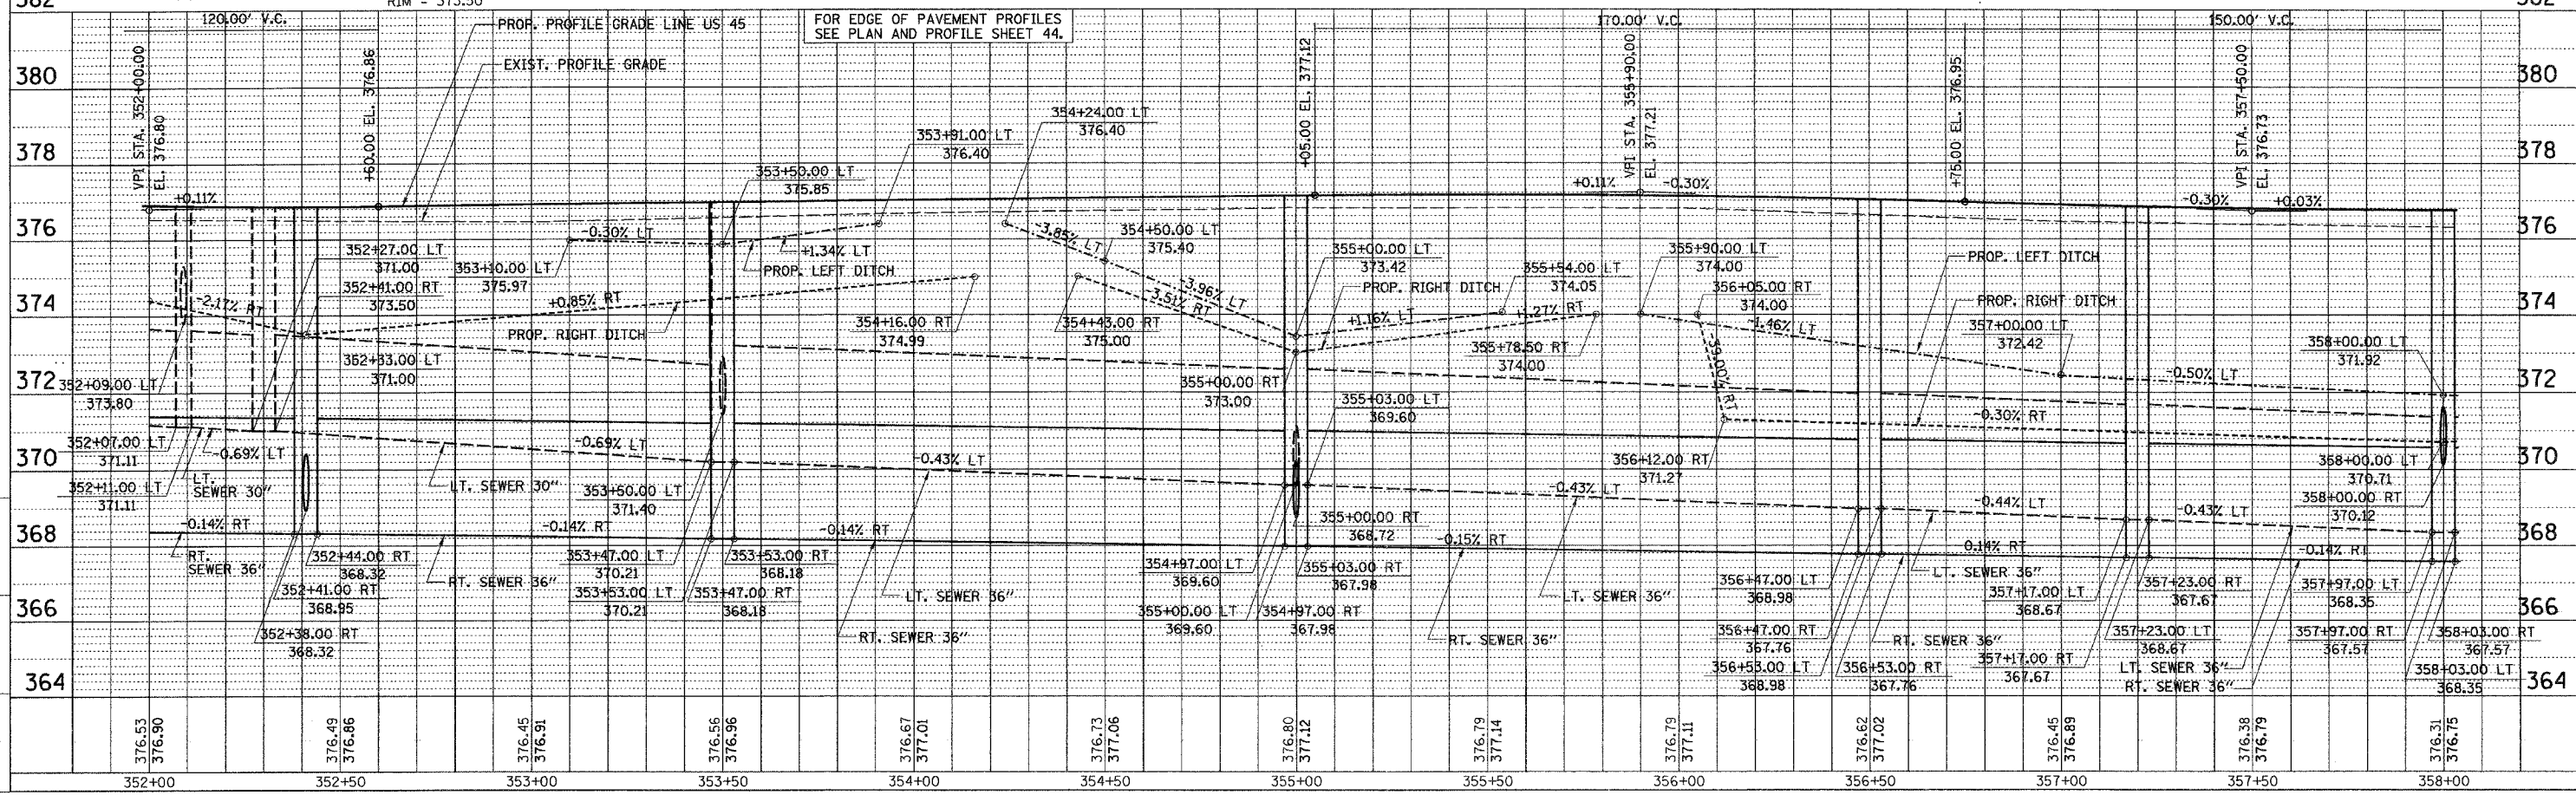 382
RIM - 373.50
382
120.00' V.C.
PROP. PROFILE GRADE LINE US 45
FOR EDGE OF PAVEMENT PROFILES
SEE PLAN AND PROFILE SHEET 44.
170.00' V.C.
150.00' V.C.
EXIST. PROFILE GRADE
380
380
VPI STA. 352+00.00
EL. 376.80
+60.00 EL. 376.86
+05.00 EL. 377.12
VPI STA. 355+90.00
EL. 377.21
+75.00 EL. 376.95
VPI STA. 357+50.00
EL. 376.73
354+24.00 LT
376.40
353+91.00 LT
376.40
378
378
353+50.00 LT
375.85
+0.11%
+0.11%
-0.30%
-0.30%
+0.03%
376
376
-0.30% LT
+1.34% LT
-3.85% LT
354+50.00 LT
375.40
352+27.00 LT
371.00
353+10.00 LT
375.97
PROP. LEFT DITCH
355+00.00 LT
373.42
355+90.00 LT
374.00
PROP. LEFT DITCH
352+41.00 RT
373.50
-3.96% LT
PROP. RIGHT DITCH
355+54.00 LT
374.05
356+05.00 RT
374.00
PROP. RIGHT DITCH
374
374
-2.17% RT
+0.85% RT
3.51% RT
+1.16% LT
+1.27% RT
-1.46% LT
PROP. RIGHT DITCH
354+16.00 RT
374.99
354+43.00 RT
375.00
357+00.00 LT
372.42
352+33.00 LT
371.00
355+78.50 RT
374.00
358+00.00 LT
371.92
372
372
352+09.00 LT
373.80
355+00.00 RT
373.00
39.00% RT
-0.50% LT
355+03.00 LT
369.60
-0.30% RT
352+07.00 LT
371.11
-0.69% LT
-0.69% LT
-0.43% LT
370
370
356+12.00 RT
371.27
358+00.00 LT
370.71
352+11.00 LT
371.11
LT.
SEWER 30"
LT. SEWER 30"
353+50.00 LT
371.40
-0.43% LT
-0.44% LT
-0.43% LT
358+00.00 RT
370.12
355+00.00 RT
368.72
368
368
-0.14% RT
-0.14% RT
-0.14% RT
-0.15% RT
0.14% RT
-0.14% RT
RT.
SEWER 36"
352+44.00 RT
368.32
RT. SEWER 36"
353+47.00 LT
370.21
353+53.00 RT
368.18
354+97.00 LT
369.60
355+03.00 RT
367.98
LT. SEWER 36"
352+41.00 RT
368.95
353+53.00 LT
370.21
353+47.00 RT
368.18
LT. SEWER 36"
LT. SEWER 36"
356+47.00 LT
368.98
357+17.00 LT
368.67
357+23.00 RT
367.67
357+97.00 LT
368.35
366
366
355+00.00 LT
369.60
354+97.00 RT
367.98
352+38.00 RT
368.32
RT. SEWER 36"
RT. SEWER 36"
356+47.00 RT
367.76
RT. SEWER 36"
357+23.00 LT
368.67
357+97.00 RT
367.57
358+03.00 RT
367.57
356+53.00 LT
368.98
356+53.00 RT
367.76
357+17.00 RT
367.67
LT. SEWER 36"
RT. SEWER 36"
358+03.00 LT
368.35
364
364
376.53
376.90
376.49
376.86
376.45
376.91
376.56
376.96
376.67
377.01
376.73
377.06
376.80
377.12
376.79
377.14
376.79
377.11
376.62
377.02
376.45
376.89
376.38
376.79
376.31
376.75
352+00
352+50
353+00
353+50
354+00
354+50
355+00
355+50
356+00
356+50
357+00
357+50
358+00